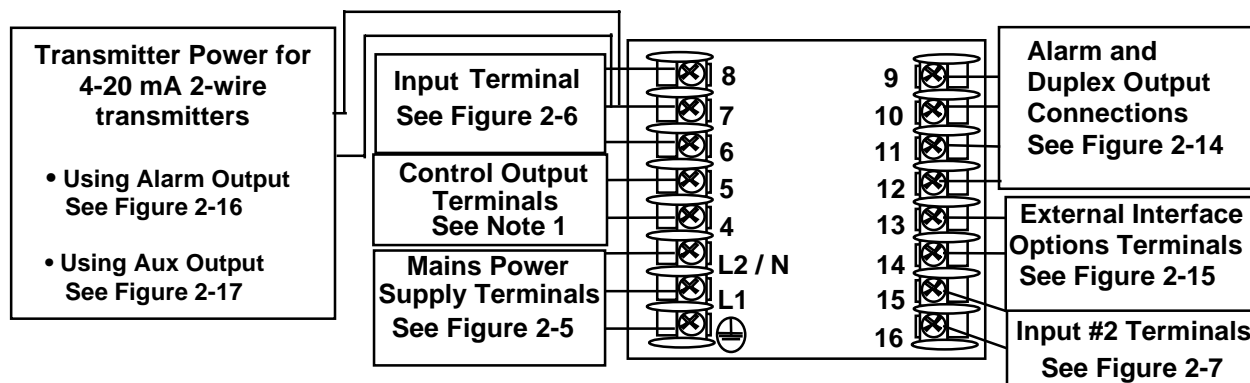 Transmitter Power for
4-20 mA 2-wire
transmitters
• Using Alarm Output
See Figure 2-16
• Using Aux Output
See Figure 2-17
Input Terminal
See Figure 2-6
Control Output
Terminals
See Note 1
Mains Power
Supply Terminals
See Figure 2-5
8
7
6
5
4
L2 / N
L1
9
10
11
12
13
14
15
16
Alarm and
Duplex Output
Connections
See Figure 2-14
External Interface
Options Terminals
See Figure 2-15
Input #2 Terminals
See Figure 2-7